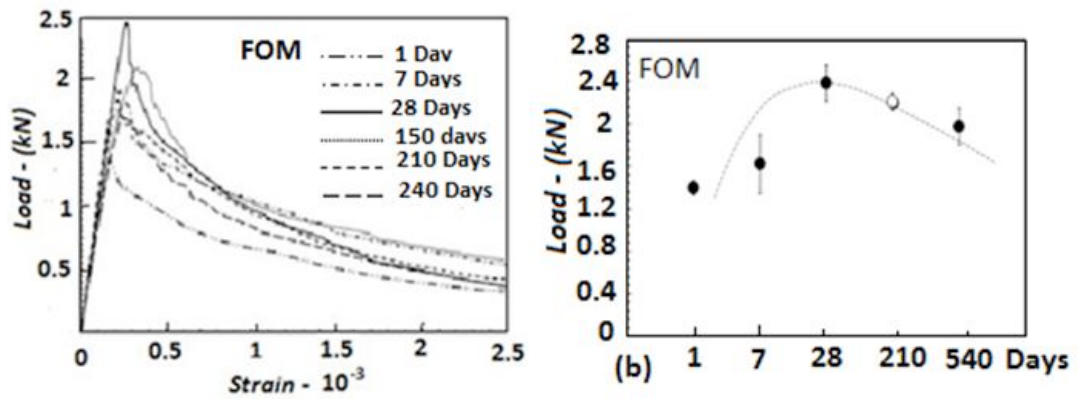 2.5
2
1.5
1
0.5
Load - (kN)
FOM
1 Dav
7 Days
28 Days
150 davs
210 Days
240 Days
0 0.5 1 1.5 2 2.5
Strain - 10⁻³
2.8
2.4
2
1.6
1.2
0.8
0.4
0
Load - (kN)
FOM
1 7 28 210 540 Days
(b)